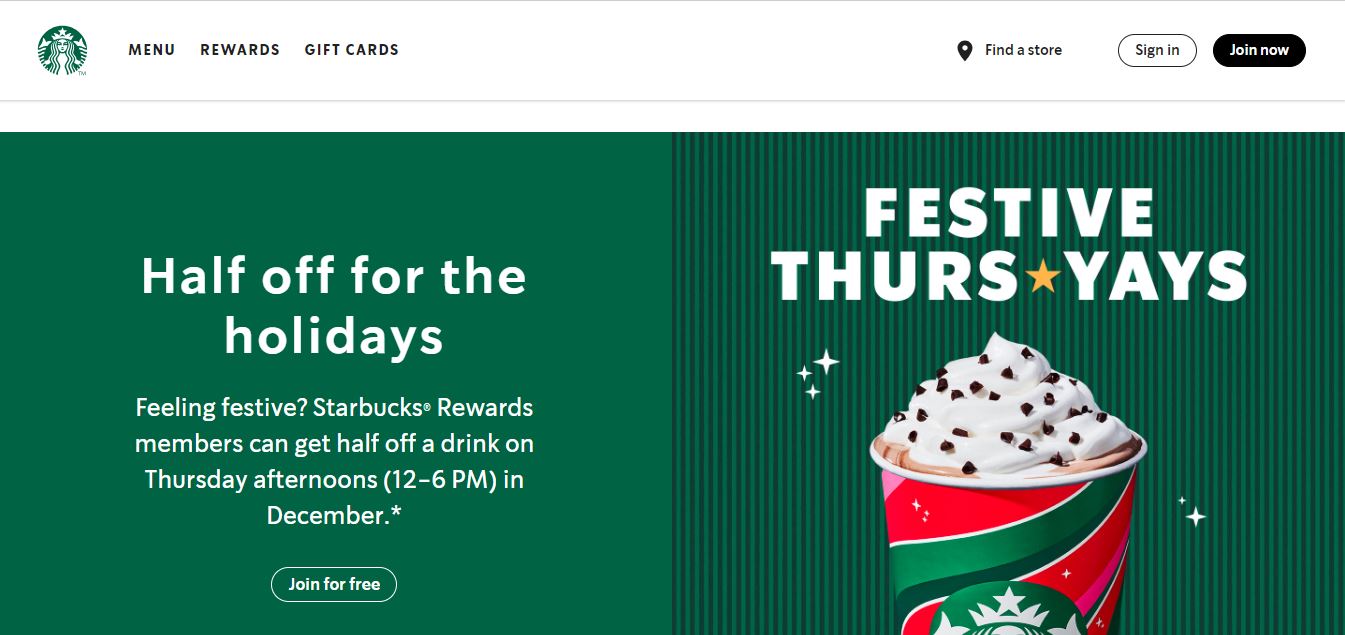 MENU REWARDS GIFT CARDS Find a store Sign in Join now
TM
Half off for the
holidays
Feeling festive? Starbucks® Rewards
members can get half off a drink on
Thursday afternoons (12–6 PM) in
December.*
Join for free
FESTIVE
THURS★YAYS